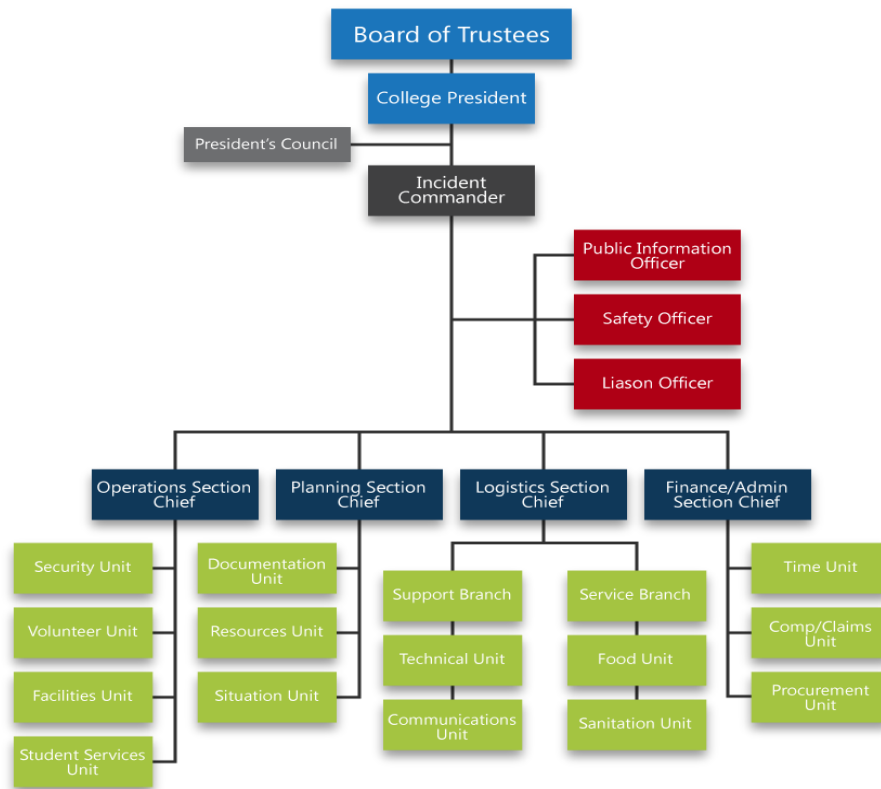 Board of Trustees
College President
President's Council
Incident
Commander
Public Information
Officer
Safety Officer
Liason Officer
Operations Section
Chief
Planning Section
Chief
Logistics Section
Chief
Finance/Admin
Section Chief
Security Unit
Volunteer Unit
Facilities Unit
Student Services
Unit
Documentation
Unit
Resources Unit
Situation Unit
Support Branch
Technical Unit
Communications
Unit
Service Branch
Food Unit
Sanitation Unit
Time Unit
Comp/Claims
Unit
Procurement
Unit